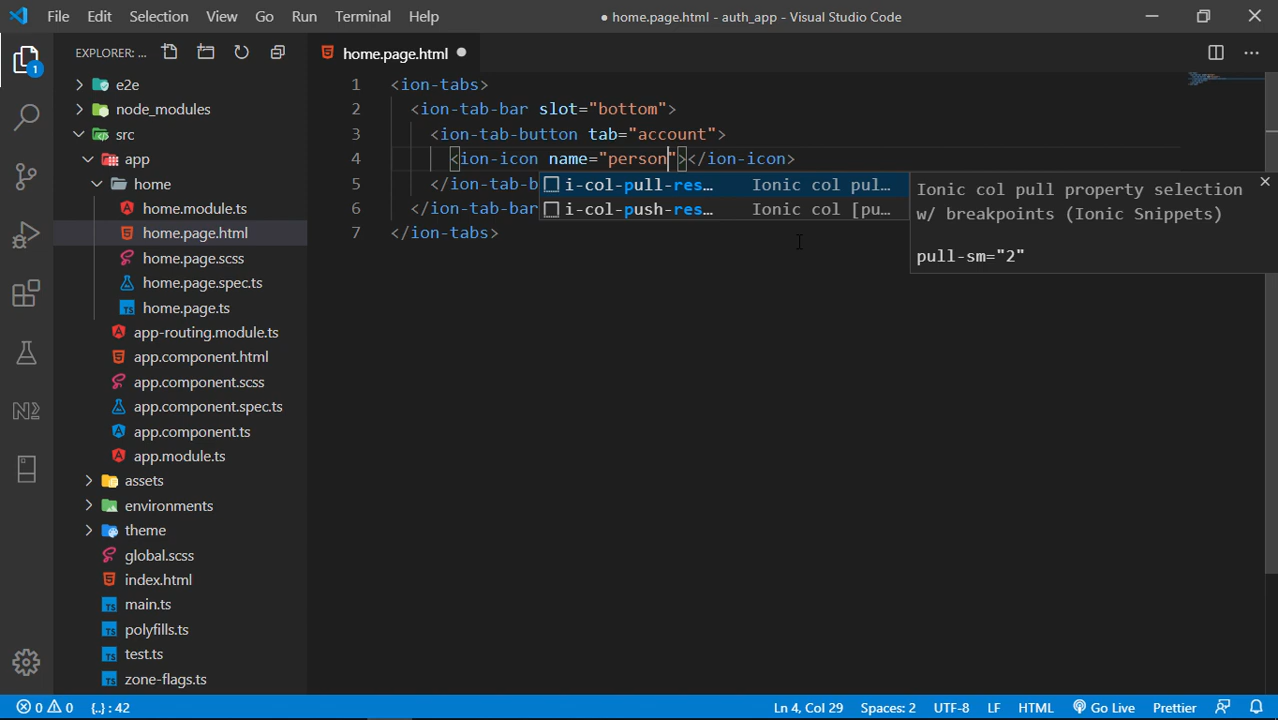 File Edit Selection View Go Run Terminal Help
● home.page.html - auth_app - Visual Studio Code
EXPLORER: ...
home.page.html
1
e2e
node_modules
src
app
home
home.module.ts
home.page.html
home.page.scss
home.page.spec.ts
home.page.ts
app-routing.module.ts
app.component.html
app.component.scss
app.component.spec.ts
app.component.ts
app.module.ts
assets
environments
theme
global.scss
index.html
main.ts
polyfills.ts
test.ts
zone-flags.ts
1 <ion-tabs>
2 <ion-tab-bar slot="bottom">
3 <ion-tab-button tab="account">
4 <ion-icon name="person"></ion-icon>
5 </ion-tab-b
6 </ion-tab-bar
7 </ion-tabs>
i-col-pull-res… Ionic col pul…
i-col-push-res… Ionic col [pu…
Ionic col pull property selection
w/ breakpoints (Ionic Snippets)
pull-sm="2"
0 0 {..} : 42 Ln 4, Col 29 Spaces: 2 UTF-8 LF HTML Go Live Prettier